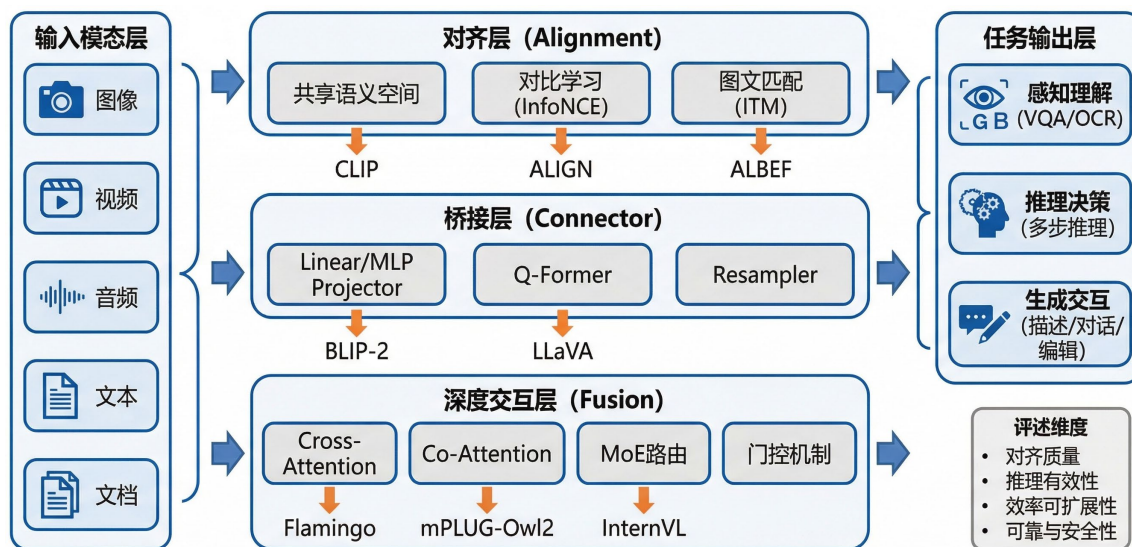 输入模态层
图像
视频
音频
文本
文档
对齐层（Alignment）
共享语义空间
对比学习
(InfoNCE)
图文匹配
(ITM)
CLIP
ALIGN
ALBEF
桥接层（Connector）
Linear/MLP
Projector
Q-Former
Resampler
BLIP-2
LLaVA
深度交互层（Fusion）
Cross-
Attention
Co-Attention
MoE路由
门控机制
Flamingo
mPLUG-Owl2
InternVL
任务输出层
LGB
感知理解
(VQA/OCR)
推理决策
(多步推理)
生成交互
(描述/对话/
编辑)
评述维度
• 对齐质量
• 推理有效性
• 效率可扩展性
• 可靠与安全性